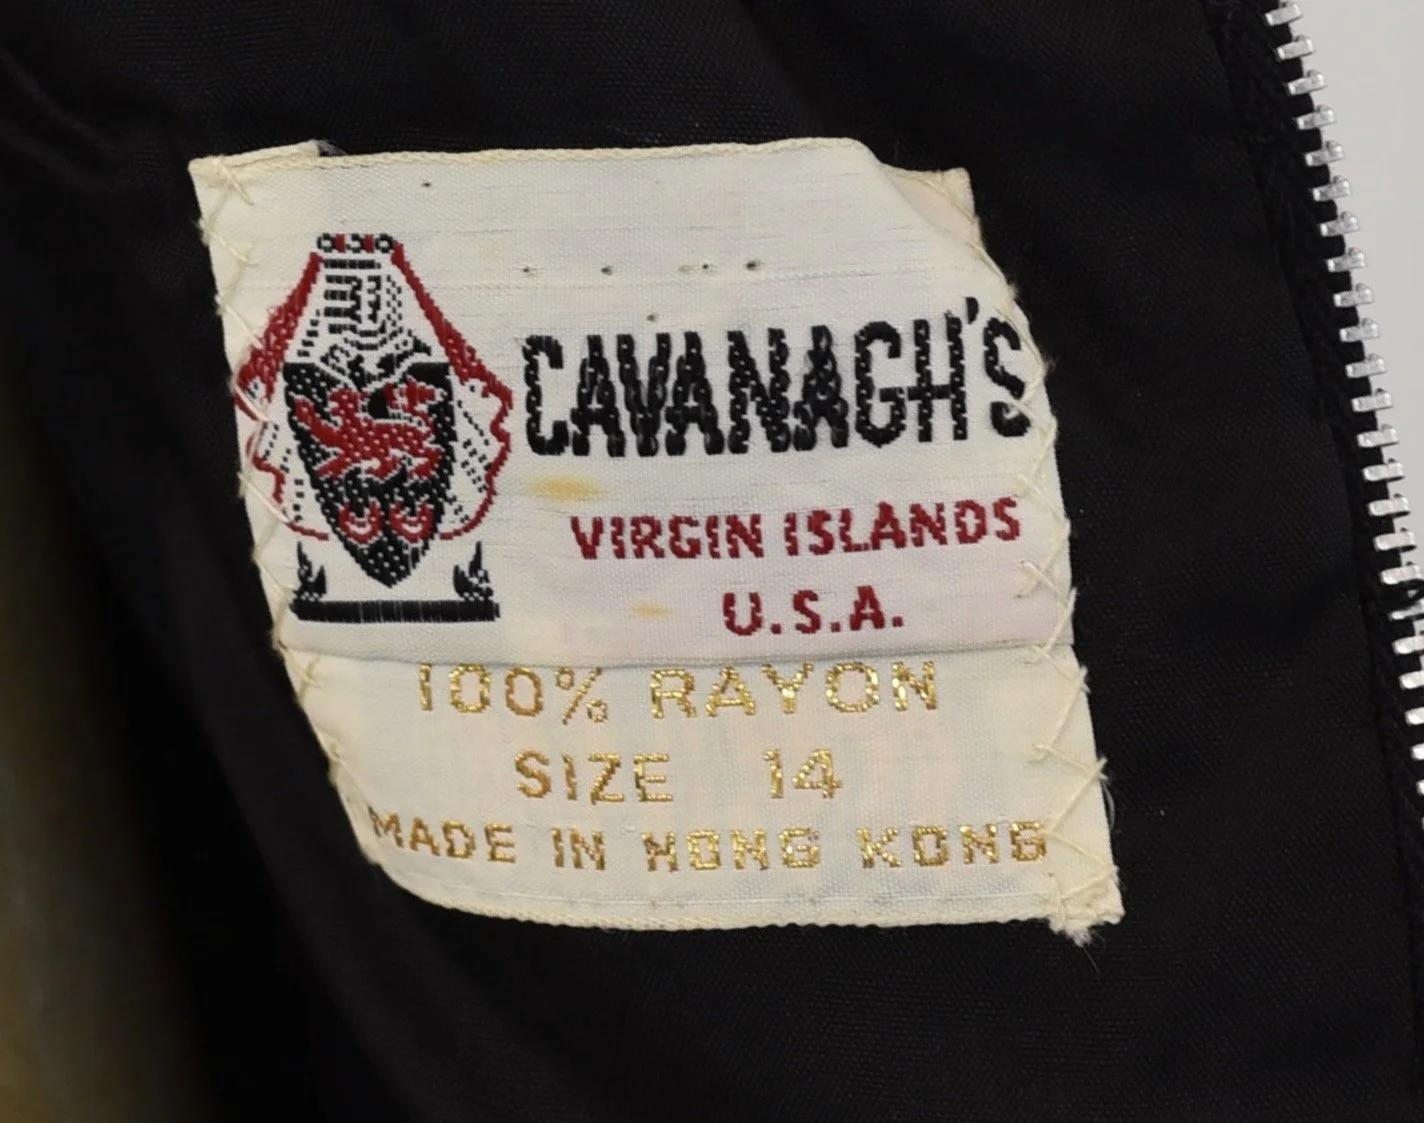 CAVANAGH'S
VIRGIN ISLANDS
U.S.A.
100% RAYON
SIZE 14
MADE IN HONG KONG